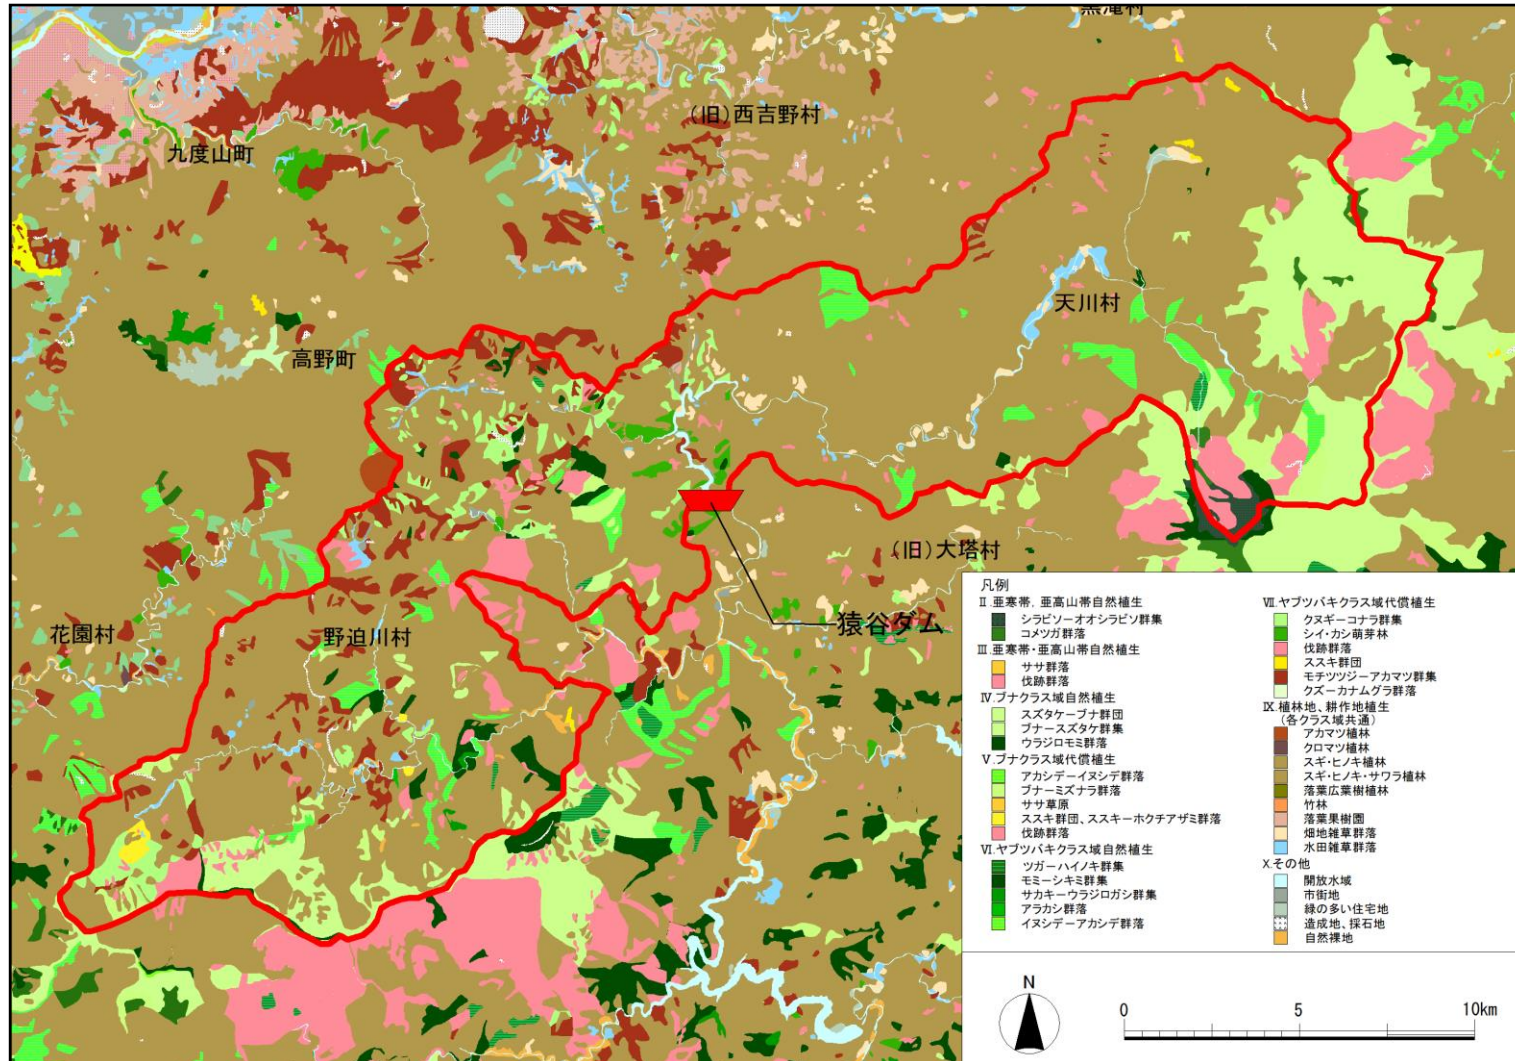 黒滝村
(旧)西吉野村
九度山町
天川村
高野町
(旧)大塔村
猿谷ダム
花園村
野迫川村
凡例
Ⅱ.亜寒帯、亜高山帯自然植生
シラビソーオオシラビソ群集
コメツガ群落
Ⅲ.亜寒帯・亜高山帯自然植生
ササ群落
伐跡群落
Ⅳ.ブナクラス域自然植生
スズタケーブナ群団
ブナースズタケ群集
ウラジロモミ群落
Ⅴ.ブナクラス域代償植生
アカシデーイヌシデ群落
ブナーミズナラ群落
ササ草原
ススキ群団、ススキーホクチアザミ群落
伐跡群落
Ⅵ.ヤブツバキクラス域自然植生
ツガーハイノキ群集
モミーシキミ群集
サカキーウラジロガシ群集
アラカシ群落
イヌシデーアカシデ群落
Ⅶ.ヤブツバキクラス域代償植生
クヌギーコナラ群集
シイ・カシ萌芽林
伐跡群落
ススキ群団
モチツツジーアカマツ群集
クズーカナムグラ群落
Ⅸ.植林地、耕作地植生
(各クラス域共通)
アカマツ植林
クロマツ植林
スギ・ヒノキ植林
スギ・ヒノキ・サワラ植林
落葉広葉樹植林
竹林
落葉果樹園
畑地雑草群落
水田雑草群落
Ⅹ.その他
開放水域
市街地
緑の多い住宅地
造成地、採石地
自然裸地
N
0 5 10km